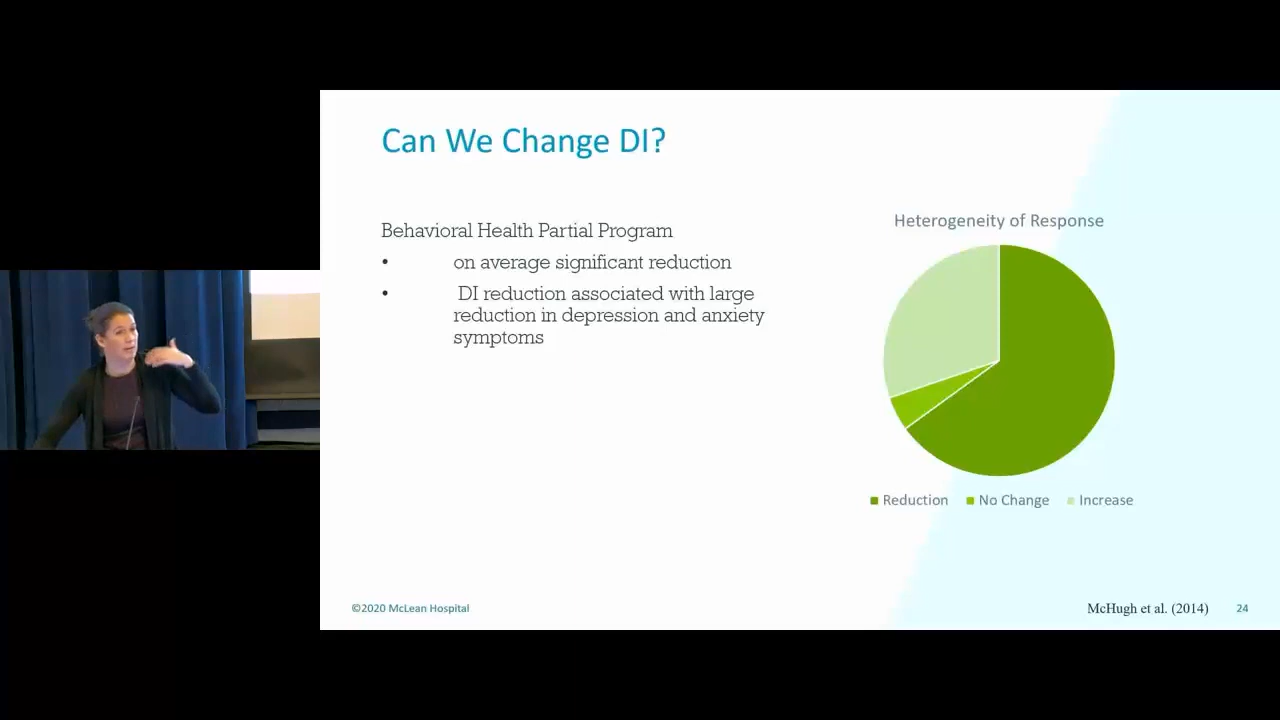 Can We Change DI?
Behavioral Health Partial Program
• on average significant reduction
• DI reduction associated with large
reduction in depression and anxiety
symptoms
Heterogeneity of Response
Reduction No Change Increase
©2020 McLean Hospital
McHugh et al. (2014) 24